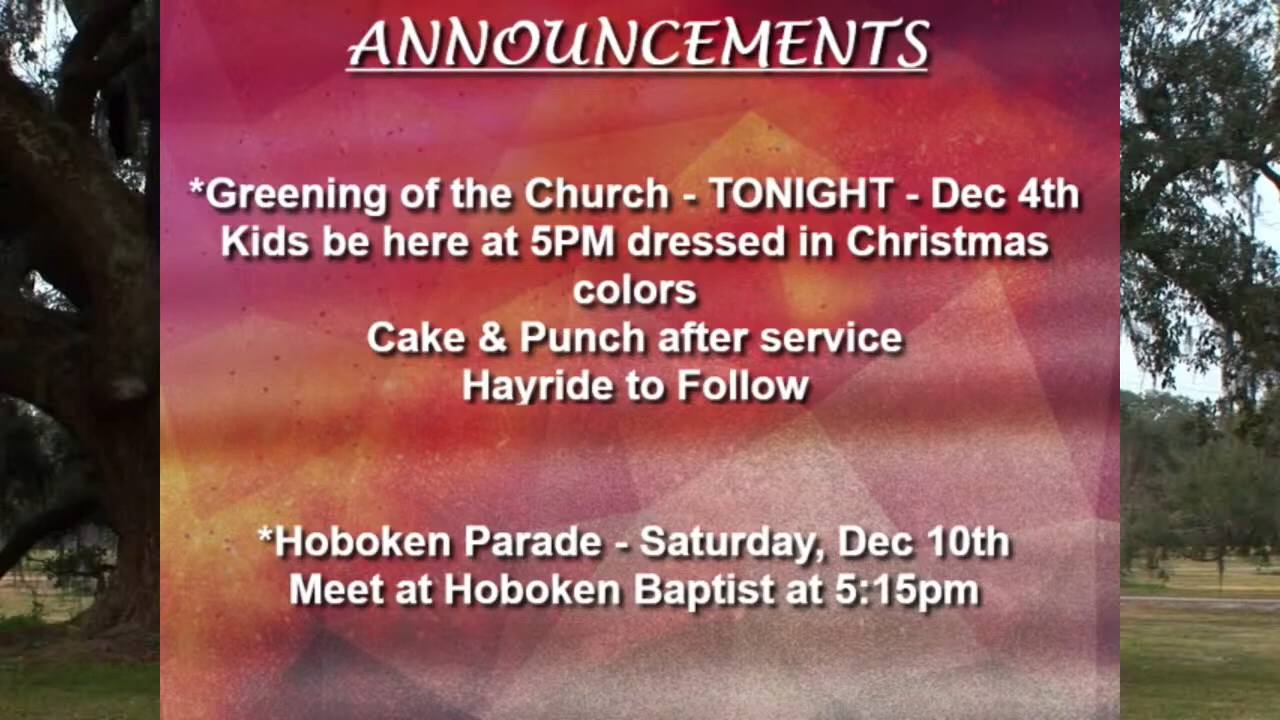 ANNOUNCEMENTS
*Greening of the Church - TONIGHT - Dec 4th
Kids be here at 5PM dressed in Christmas
colors
Cake & Punch after service
Hayride to Follow
*Hoboken Parade - Saturday, Dec 10th
Meet at Hoboken Baptist at 5:15pm